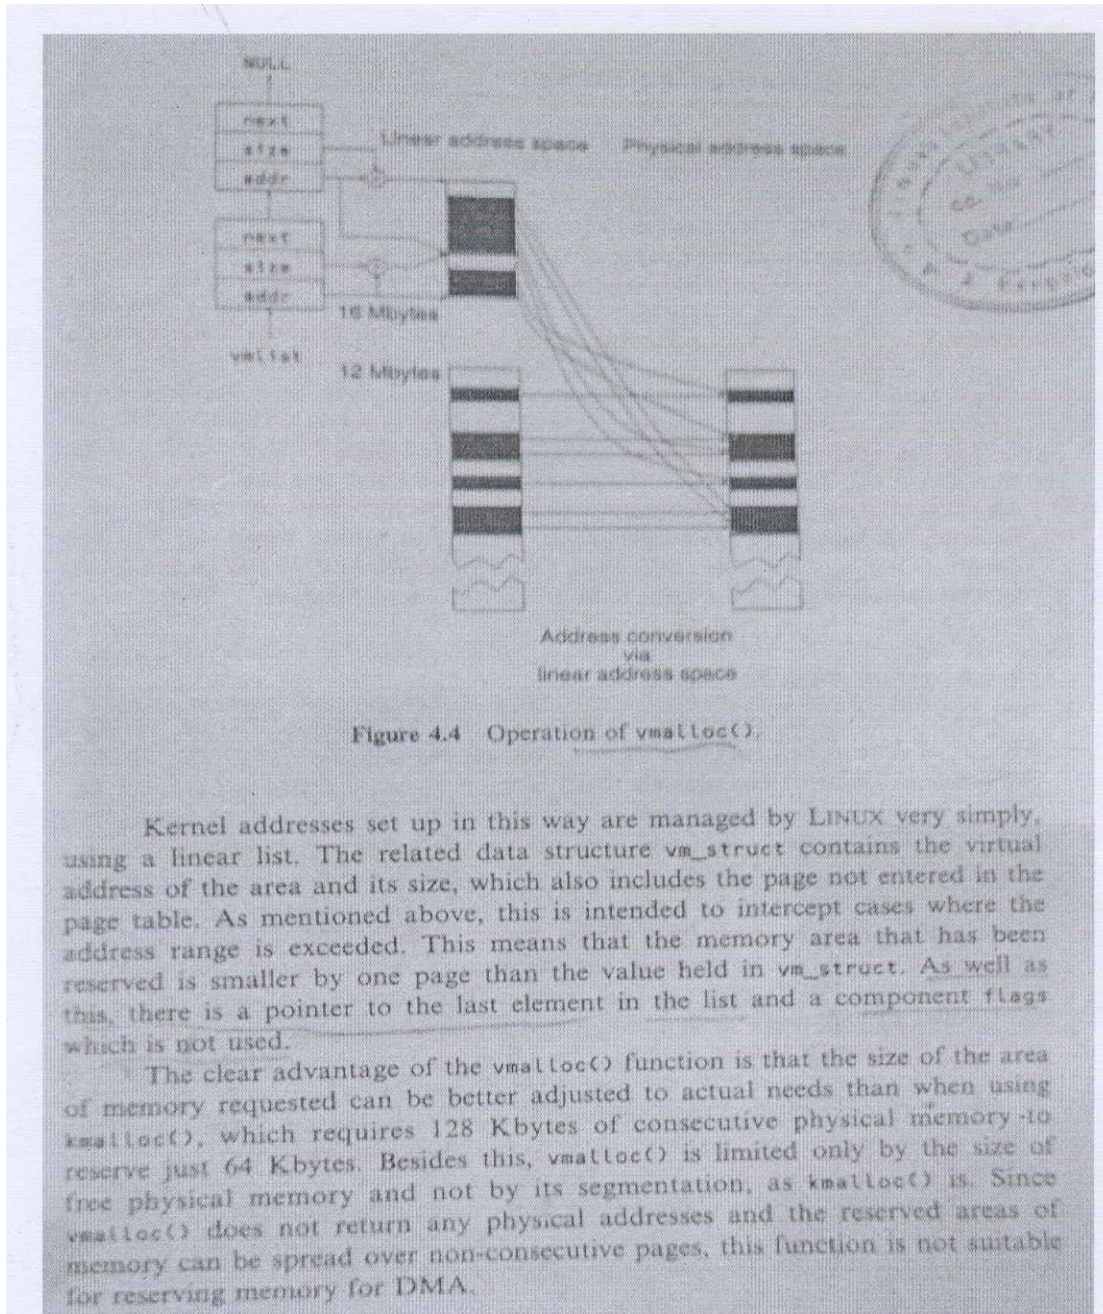 NULL
next
size
addr
Linear address space
Physical address space
next
size
addr
16 Mbytes
vmlist
12 Mbytes
LIBRARY
Date
Address conversion
via
linear address space
Figure 4.4 Operation of vmalloc().
Kernel addresses set up in this way are managed by LINUX very simply,
using a linear list. The related data structure vm_struct contains the virtual
address of the area and its size, which also includes the page not entered in the
page table. As mentioned above, this is intended to intercept cases where the
address range is exceeded. This means that the memory area that has been
reserved is smaller by one page than the value held in vm_struct. As well as
this, there is a pointer to the last element in the list and a component flags
which is not used.
The clear advantage of the vmalloc() function is that the size of the area
of memory requested can be better adjusted to actual needs than when using
kmalloc(), which requires 128 Kbytes of consecutive physical memory to
reserve just 64 Kbytes. Besides this, vmalloc() is limited only by the size of
free physical memory and not by its segmentation, as kmalloc() is. Since
vmalloc() does not return any physical addresses and the reserved areas of
memory can be spread over non-consecutive pages, this function is not suitable
for reserving memory for DMA.